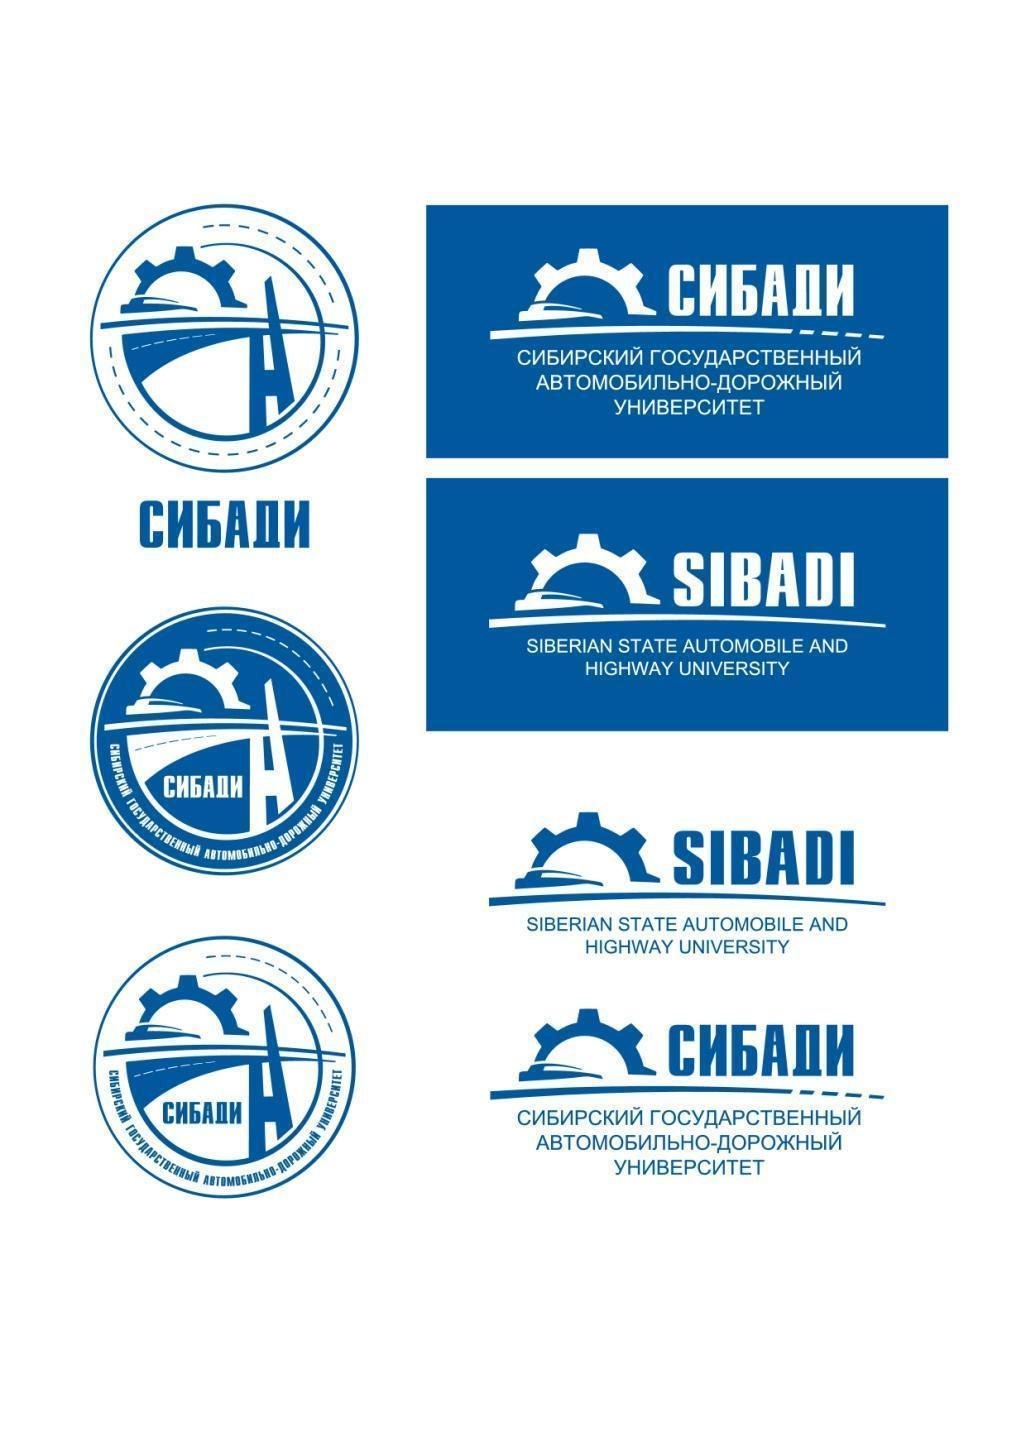 СИБАДИ
СИБАДИ
СИБИРСКИЙ ГОСУДАРСТВЕННЫЙ АВТОМОБИЛЬНО-ДОРОЖНЫЙ УНИВЕРСИТЕТ
СИБАДИ
СИБИРСКИЙ ГОСУДАРСТВЕННЫЙ АВТОМОБИЛЬНО-ДОРОЖНЫЙ УНИВЕРСИТЕТ
СИБАДИ
СИБИРСКИЙ ГОСУДАРСТВЕННЫЙ
АВТОМОБИЛЬНО-ДОРОЖНЫЙ
УНИВЕРСИТЕТ
SIBADI
SIBERIAN STATE AUTOMOBILE AND
HIGHWAY UNIVERSITY
SIBADI
SIBERIAN STATE AUTOMOBILE AND
HIGHWAY UNIVERSITY
СИБАДИ
СИБИРСКИЙ ГОСУДАРСТВЕННЫЙ
АВТОМОБИЛЬНО-ДОРОЖНЫЙ
УНИВЕРСИТЕТ